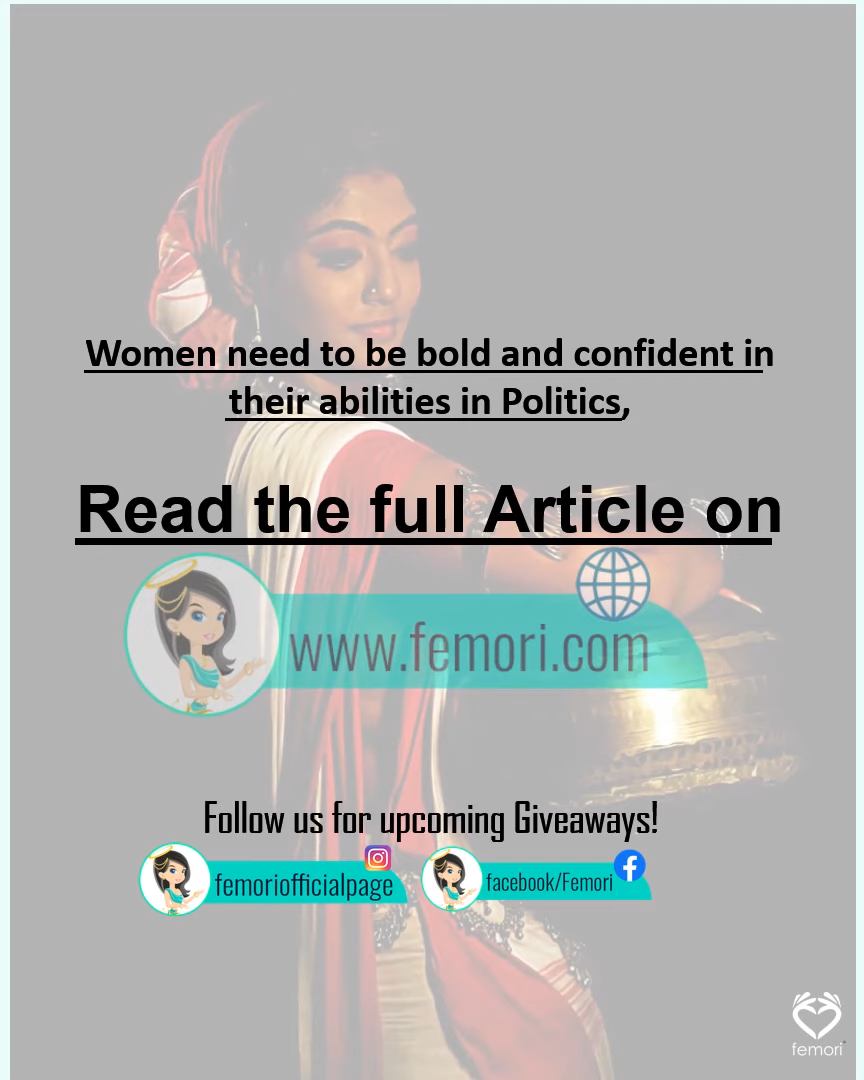 Women need to be bold and confident in
their abilities in Politics,
Read the full Article on
www.femori.com
Follow us for upcoming Giveaways!
femoriofficialpage
facebook/Femori
femori